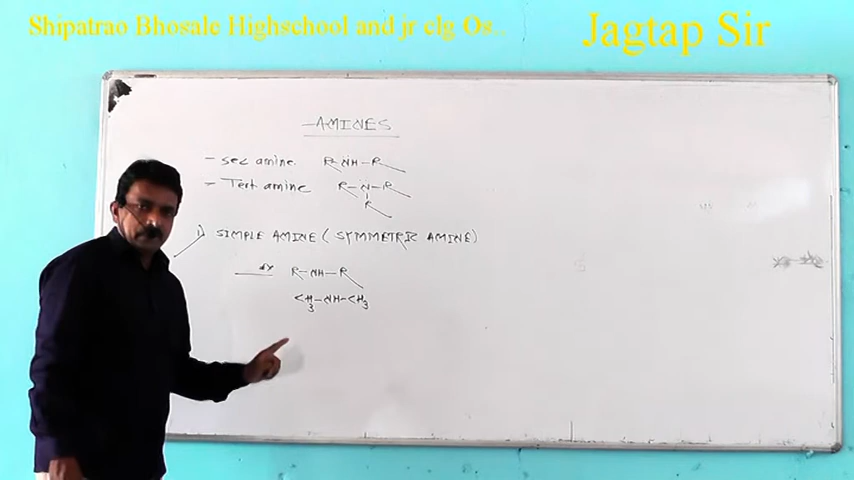 Shipatrao Bhosale Highschool and jr clg Os..
Jagtap Sir
- AMINES
- sec amine. R-NH-R
- Tert amine R-N-R
R
1) SIMPLE AMINE ( SYMMETRIC AMINE)
R-NH-R
CH3-NH-CH3